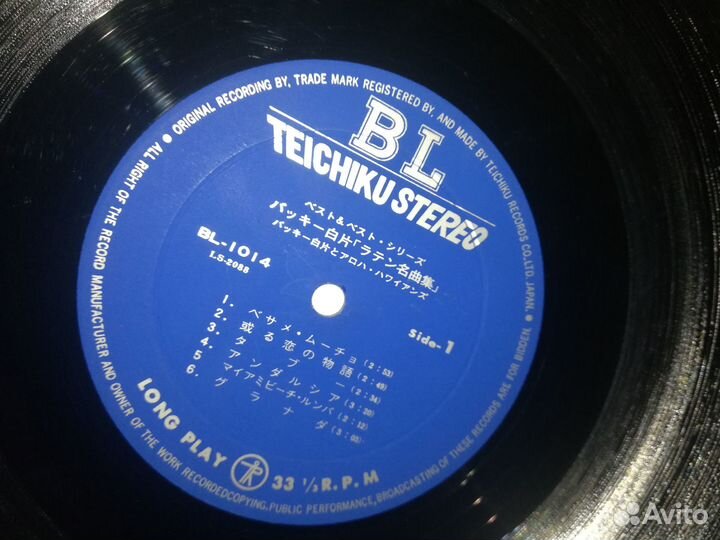 ORIGINAL RECORDING BY, TRADE MARK REGISTERED BY, AND MADE BY TEICHIKU RECORDS CO., LTD. JAPAN. ●
BL
TEICHIKU STEREO
ベスト&ベスト・シリーズ
バッキー白片「ラテン名曲集」
バッキー白片とアロハ・ハワイアンズ
BL-1014
LS-2088
Side-1
1. ベサメ・ムーチョ(2:53)
2. 或る恋の物語(2:49)
3. タブー(2:34)
4. アンダルシア(3:20)
5. マイアミビーチ・ルンバ(2:12)
6. グラナダ(3:08)
LONG PLAY
33 1/3 R.P.M
● ALL RIGHT OF THE RECORD MANUFACTURER AND OWNER OF THE WORK RECORDEDCOPYING, PUBLIC PERFORMANCE, BROADCASTING OF THESE RECORDS ARE FOR BIDDEN. ●
Avito